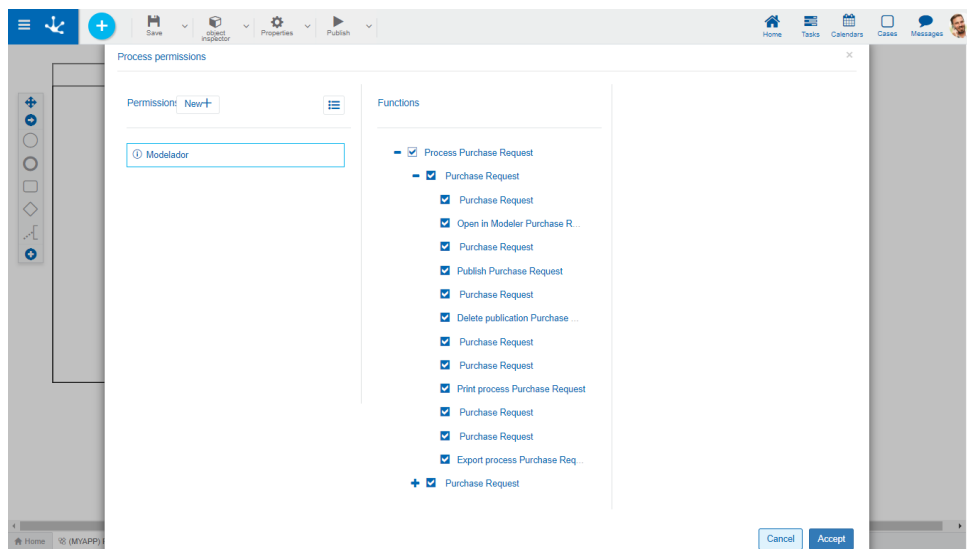 Save
object
inspector
Properties
Publish
Home
Tasks
Calendars
Cases
Messages
Process permissions
×
Permissions
New+
Functions
Modelador
Process Purchase Request
Purchase Request
Purchase Request
Open in Modeler Purchase R...
Purchase Request
Publish Purchase Request
Purchase Request
Delete publication Purchase ...
Purchase Request
Purchase Request
Print process Purchase Request
Purchase Request
Purchase Request
Export process Purchase Req...
Purchase Request
Home
(MYAPP)
Cancel
Accept